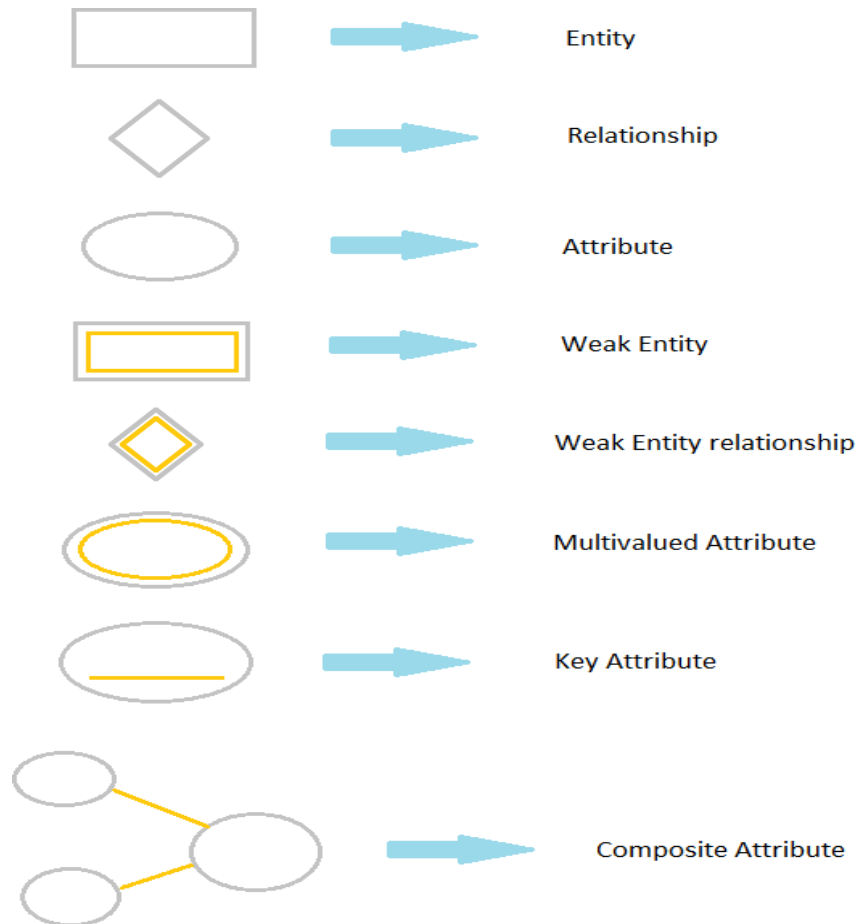 Entity
Relationship
Attribute
Weak Entity
Weak Entity relationship
Multivalued Attribute
Key Attribute
Composite Attribute